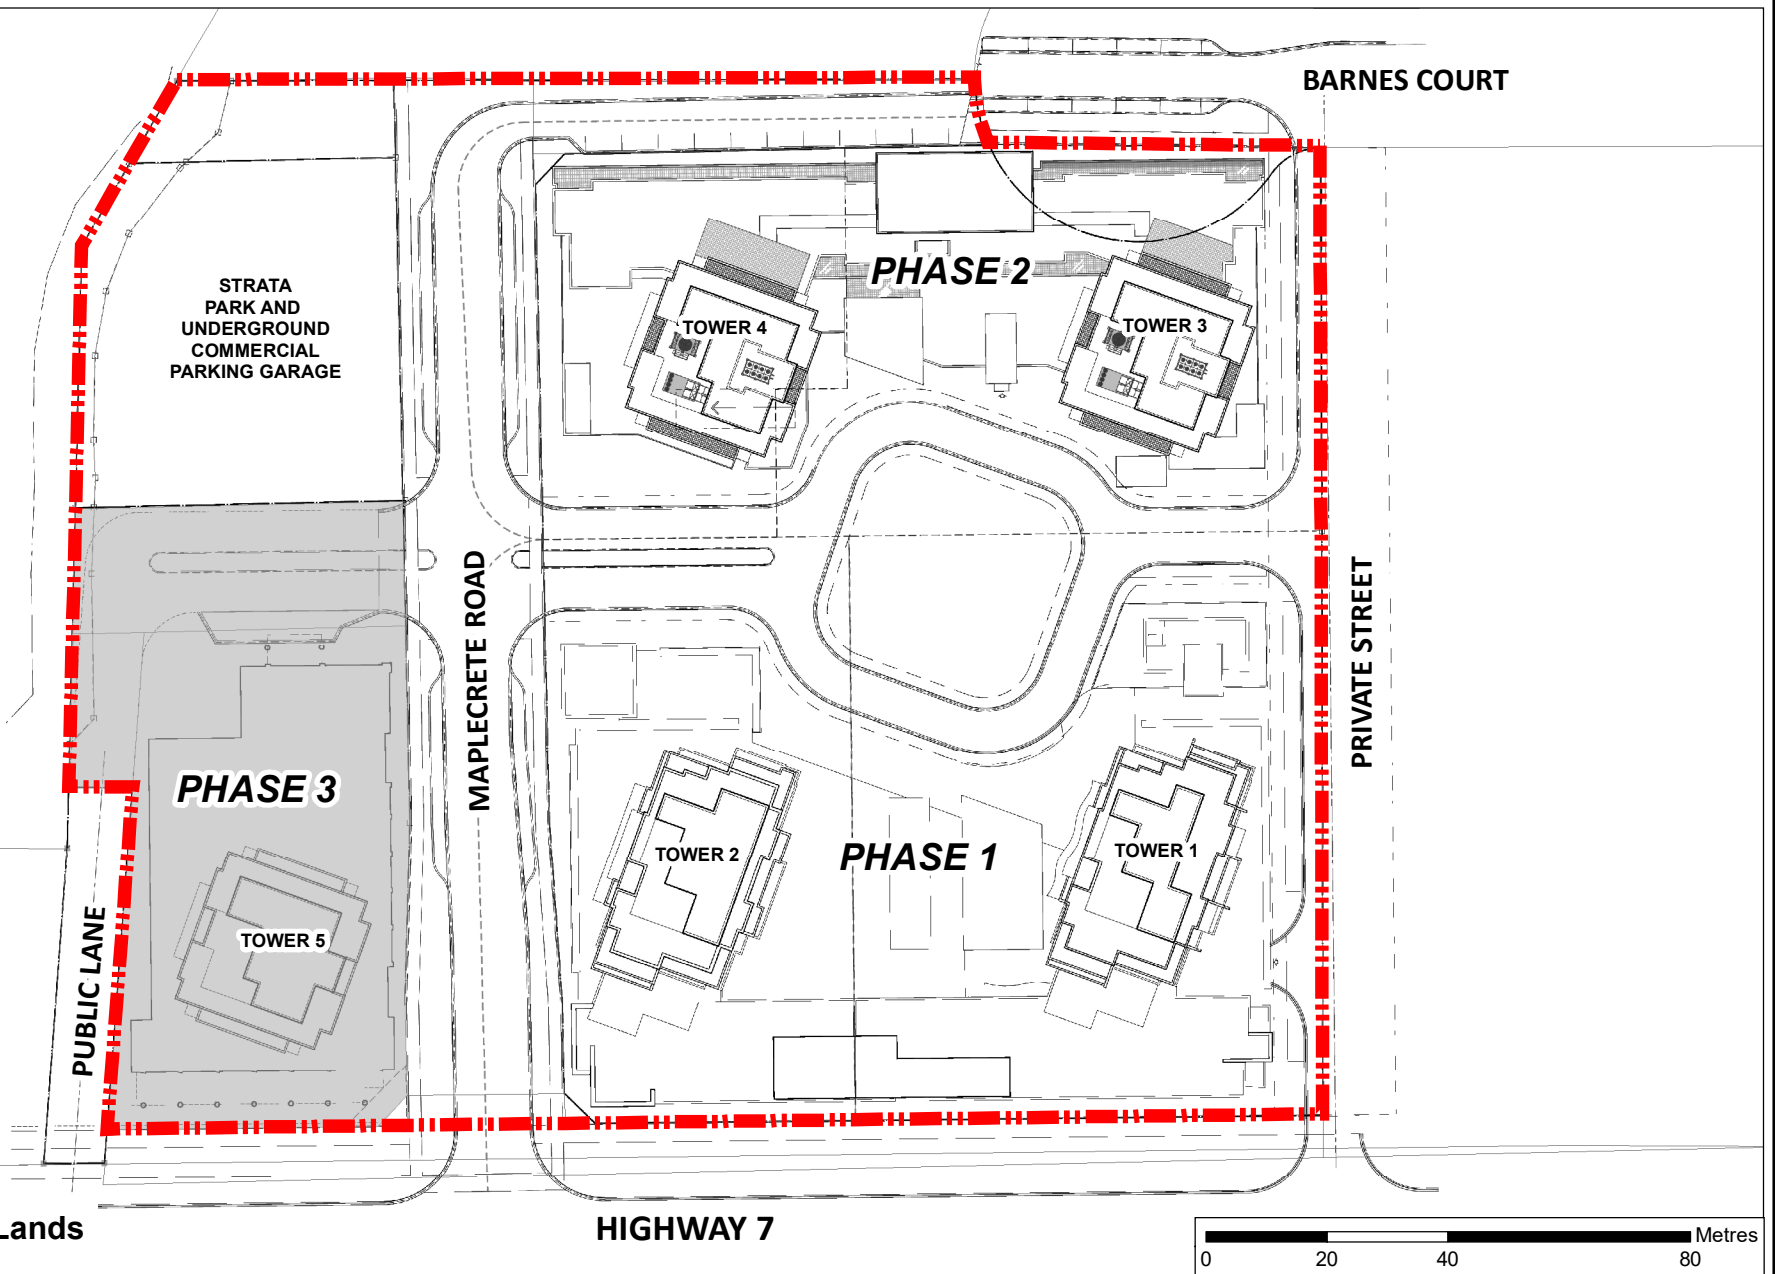 BARNES COURT
STRATA
PARK AND
UNDERGROUND
COMMERCIAL
PARKING GARAGE
PHASE 2
TOWER 4
TOWER 3
MAPLECRETE ROAD
PRIVATE STREET
PHASE 3
TOWER 2
PHASE 1
TOWER 1
TOWER 5
PUBLIC LANE
Lands
HIGHWAY 7
Metres
0 20 40 80